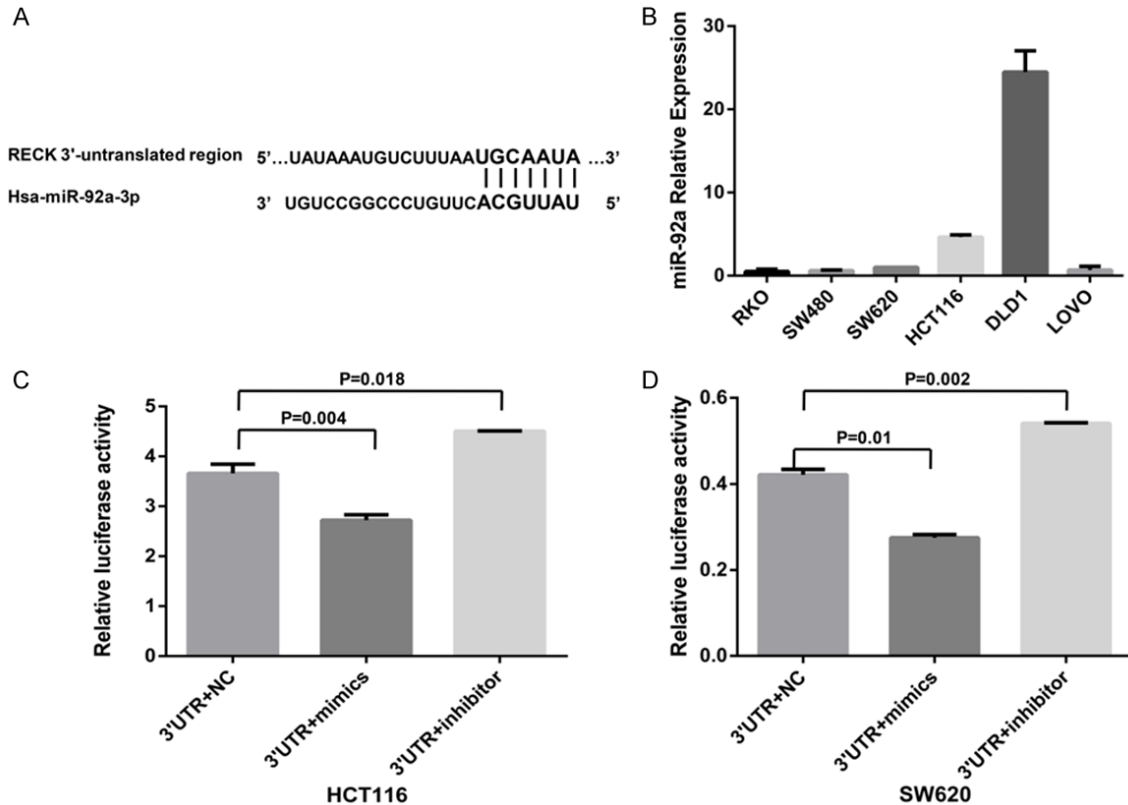 A
RECK 3'-untranslated region 5'...UAUAAAUGUCUUUAAUGCAAUA ...3'
Hsa-miR-92a-3p 3' UGUCCGGCCCUGUUCACGUUAU 5'
B
miR-92a Relative Expression
30
20
10
0
RKO SW480 SW620 HCT116 DLD1 LOVO
C
P=0.018
P=0.004
Relative luciferase activity
5
4
3
2
1
0
3'UTR+NC 3'UTR+mimics 3'UTR+inhibitor
HCT116
D
P=0.002
P=0.01
Relative luciferase activity
0.6
0.4
0.2
0.0
3'UTR+NC 3'UTR+mimics 3'UTR+inhibitor
SW620